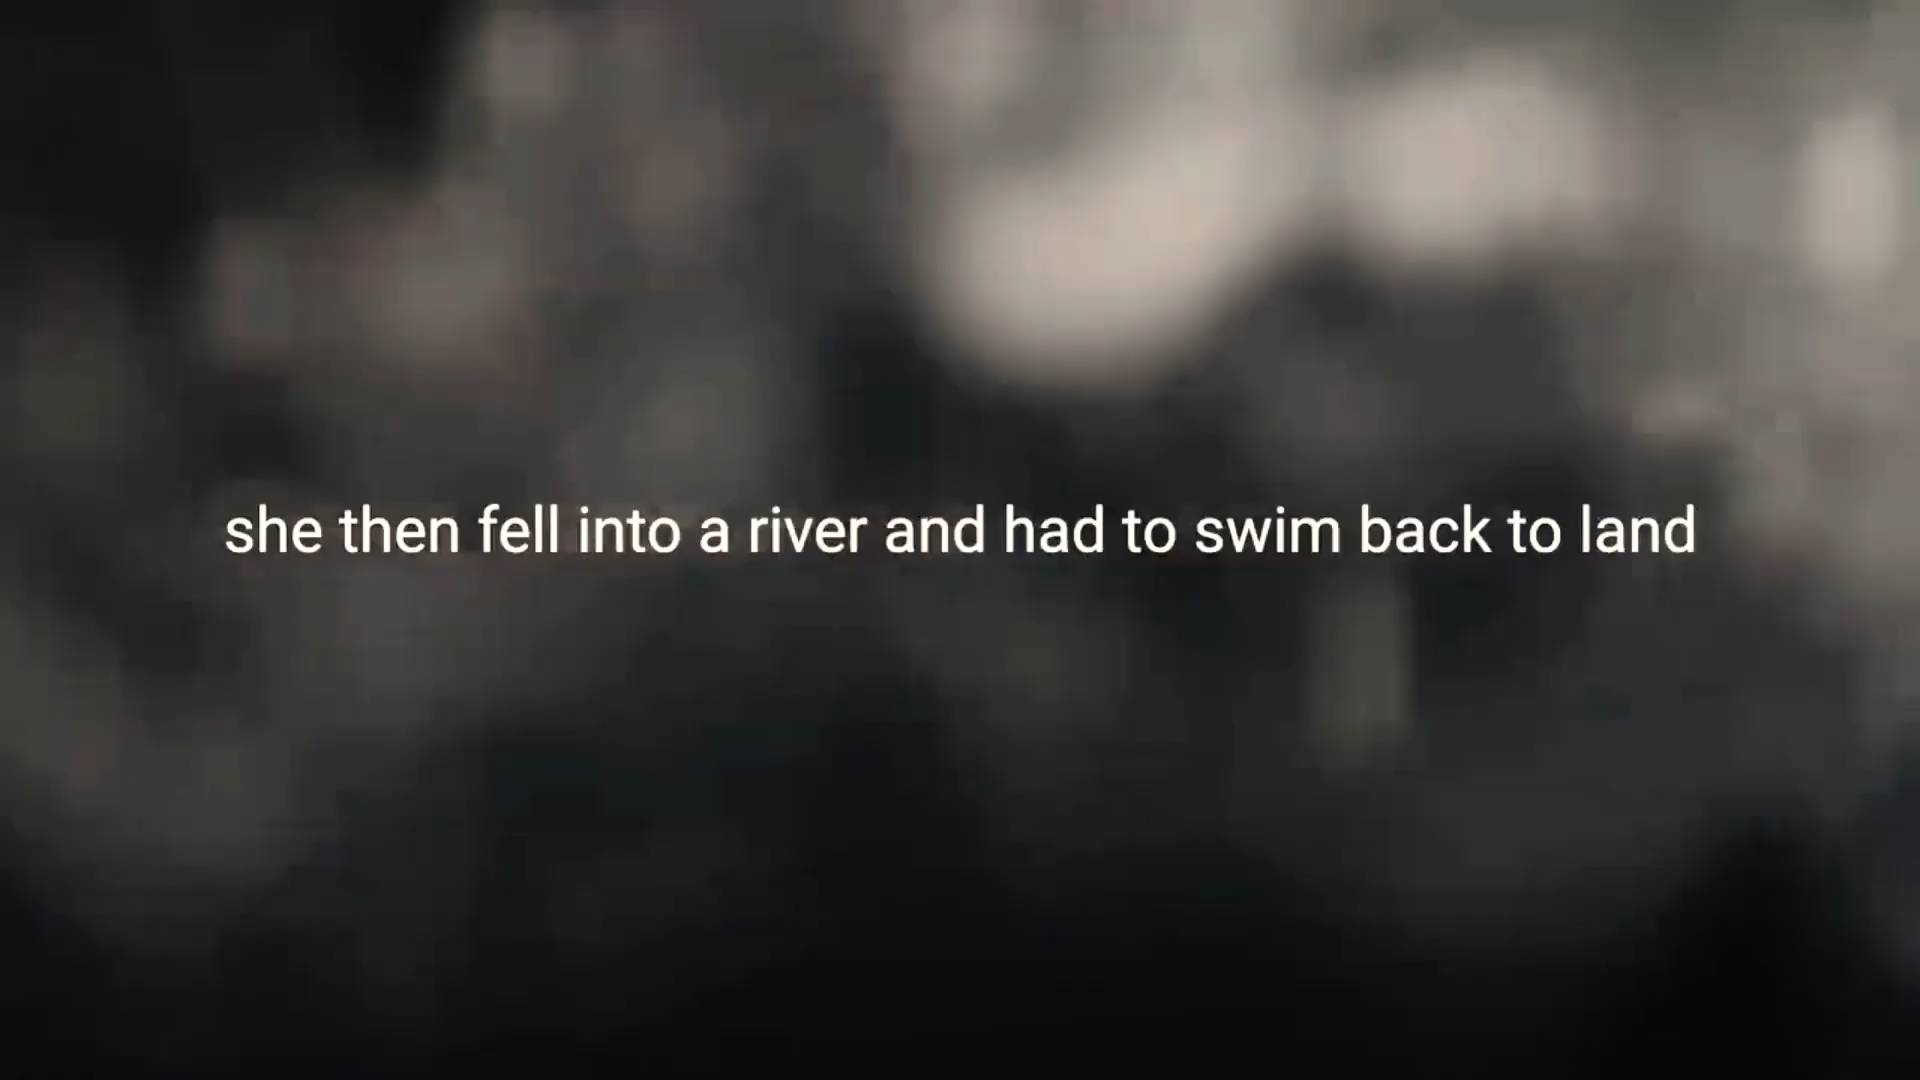 she then fell into a river and had to swim back to land